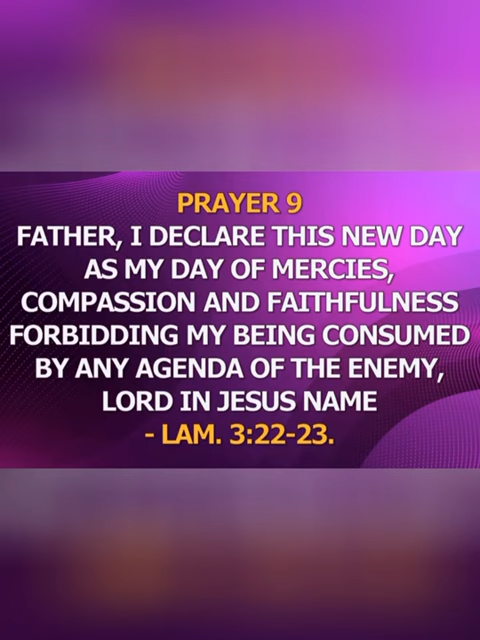 PRAYER 9
FATHER, I DECLARE THIS NEW DAY
AS MY DAY OF MERCIES,
COMPASSION AND FAITHFULNESS
FORBIDDING MY BEING CONSUMED
BY ANY AGENDA OF THE ENEMY,
LORD IN JESUS NAME
- LAM. 3:22-23.